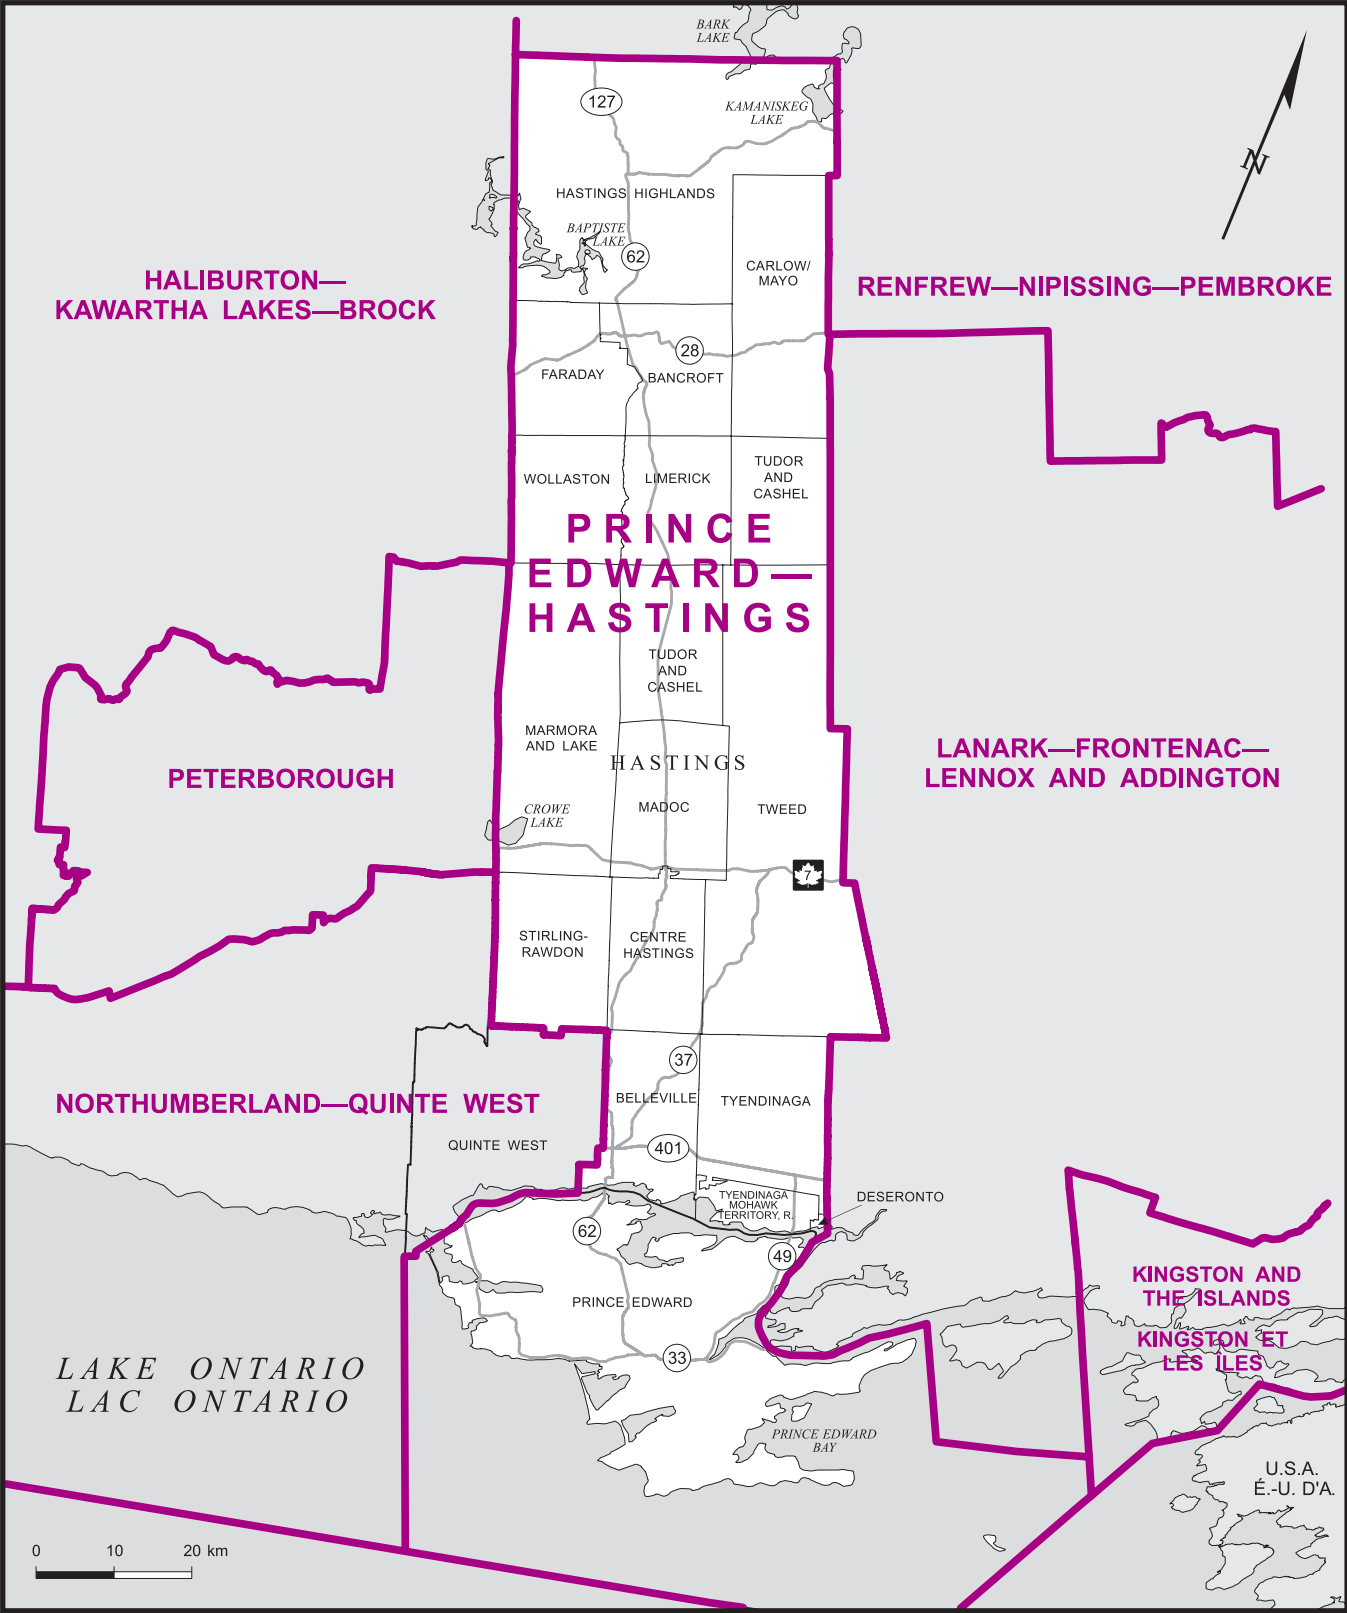 BARK
LAKE
127
KAMANISKEG
LAKE
N
HASTINGS HIGHLANDS
BAPTISTE
LAKE
62
CARLOW/
MAYO
HALIBURTON—
KAWARTHA LAKES—BROCK
RENFREW—NIPISSING—PEMBROKE
28
FARADAY
BANCROFT
WOLLASTON
LIMERICK
TUDOR
AND
CASHEL
PRINCE
EDWARD—
HASTINGS
TUDOR
AND
CASHEL
MARMORA
AND LAKE
HASTINGS
PETERBOROUGH
LANARK—FRONTENAC—
LENNOX AND ADDINGTON
CROWE
LAKE
MADOC
TWEED
7
STIRLING-
RAWDON
CENTRE
HASTINGS
37
NORTHUMBERLAND—QUINTE WEST
BELLEVILLE
TYENDINAGA
QUINTE WEST
401
TYENDINAGA
MOHAWK
TERRITORY, R.
DESERONTO
62
49
PRINCE EDWARD
KINGSTON AND
THE ISLANDS
KINGSTON ET
LES ÎLES
33
LAKE ONTARIO
LAC ONTARIO
PRINCE EDWARD
BAY
U.S.A.
É.-U. D'A.
0 10 20 km